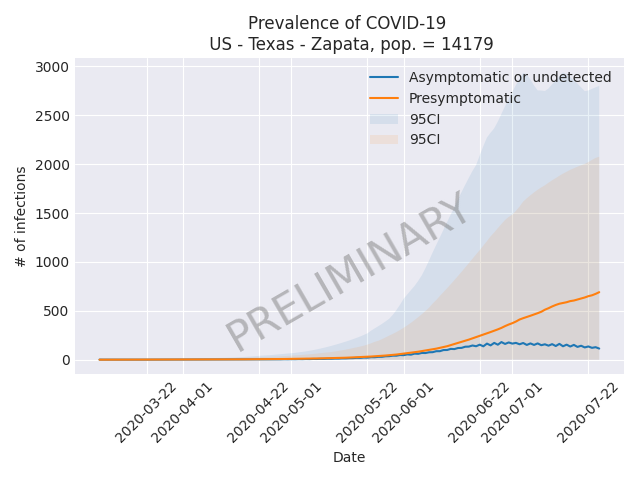 Prevalence of COVID-19
US - Texas - Zapata, pop. = 14179
Asymptomatic or undetected
Presymptomatic
95CI
95CI
3000
2500
2000
1500
1000
500
0
# of infections
PRELIMINARY
2020-03-22
2020-04-01
2020-04-22
2020-05-01
2020-05-22
2020-06-01
2020-06-22
2020-07-01
2020-07-22
Date